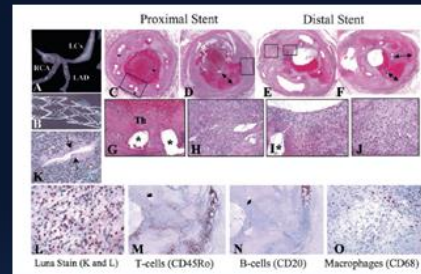 Proximal Stent Distal Stent
LCx
RCA
LAD
A
B
C D E F
Th
* * *
G H I J
K
L M N O
Luna Stain (K and L) T-cells (CD45Ro) B-cells (CD20) Macrophages (CD68)